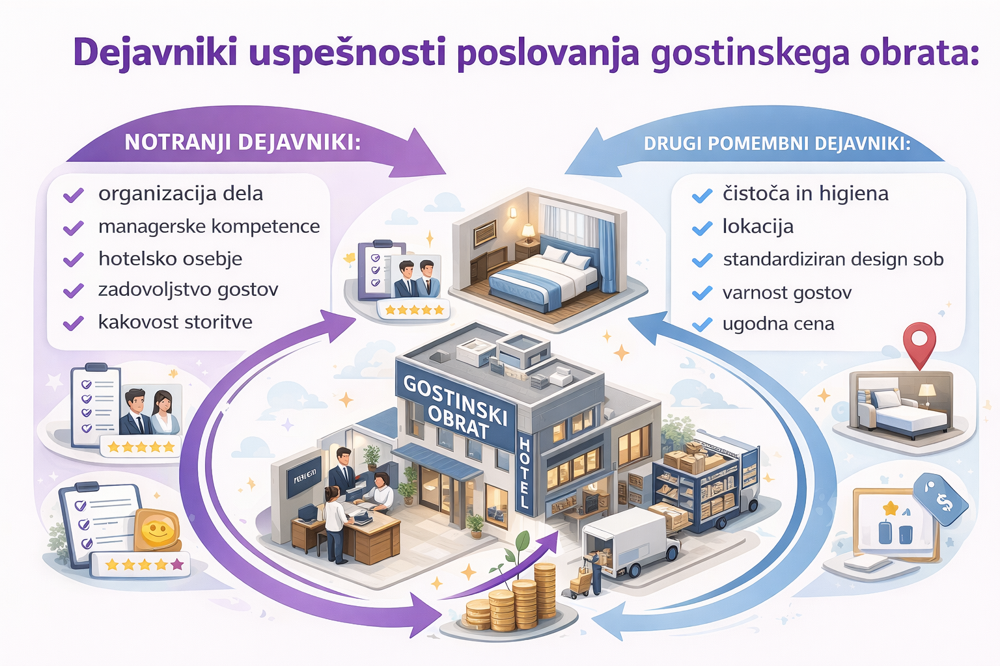 Dejavniki uspešnosti poslovanja gostinskega obrata:
NOTRANJI DEJAVNIKI:
organizacija dela
managerske kompetence
hotelsko osebje
zadovoljstvo gostov
kakovost storitve
DRUGI POMEMBNI DEJAVNIKI:
čistoča in higiena
lokacija
standardiziran design sob
varnost gostov
ugodna cena
GOSTINSKI
OBRAT
HOTEL
$